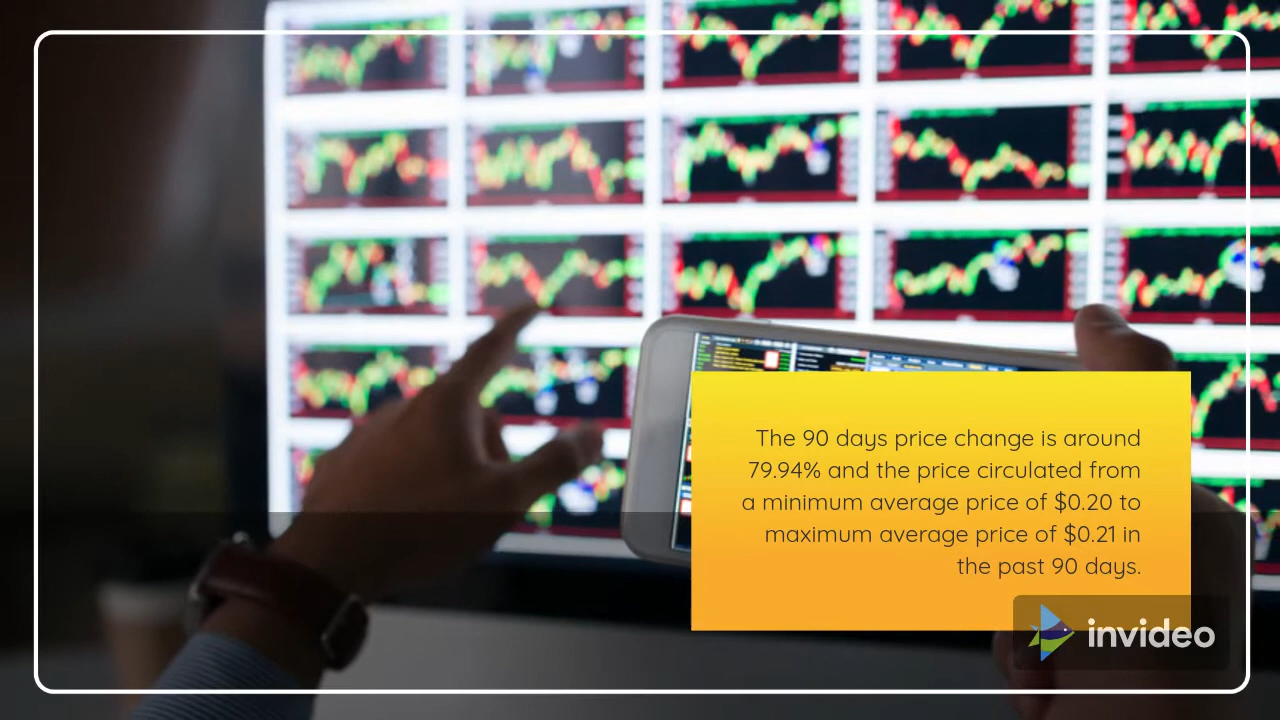 The 90 days price change is around
79.94% and the price circulated from
a minimum average price of $0.20 to
maximum average price of $0.21 in
the past 90 days.
invideo